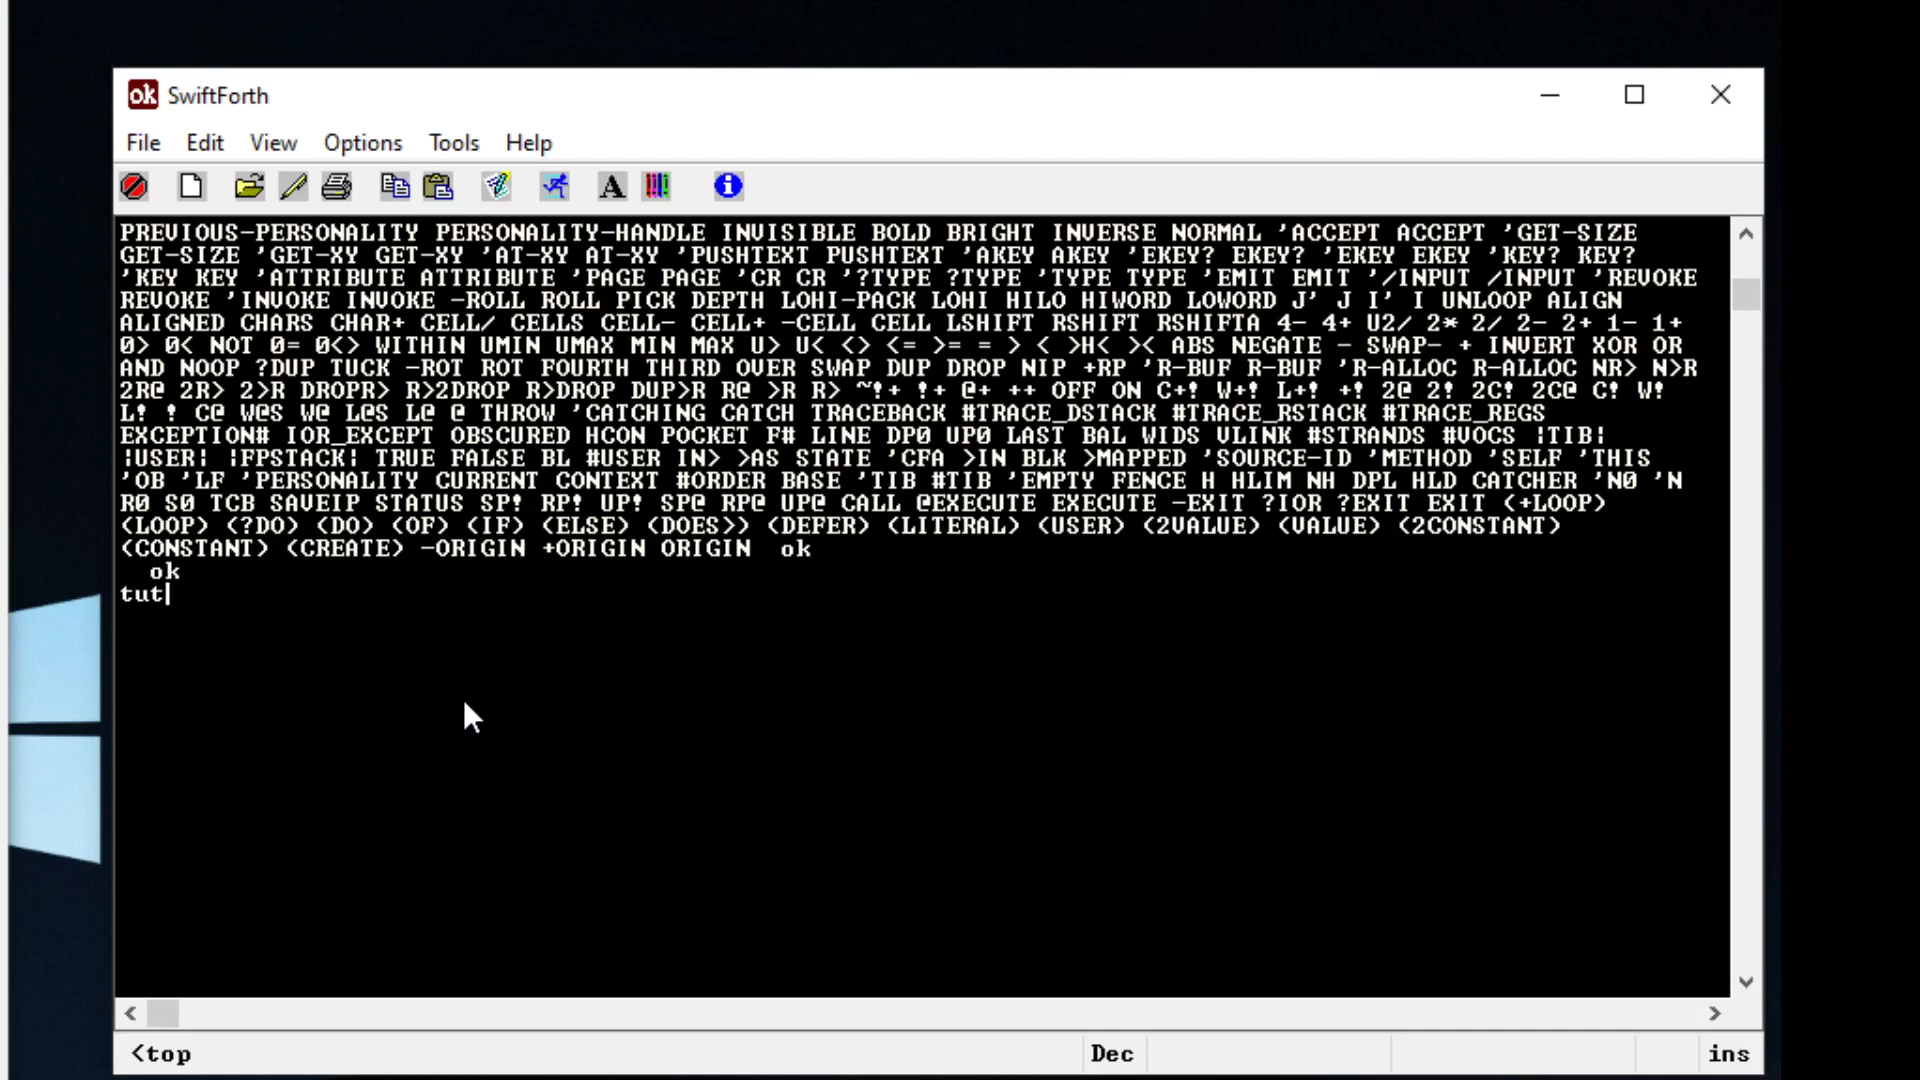 ok SwiftForth
File Edit View Options Tools Help
A
PREVIOUS-PERSONALITY PERSONALITY-HANDLE INVISIBLE BOLD BRIGHT INVERSE NORMAL 'ACCEPT ACCEPT 'GET-SIZE
GET-SIZE 'GET-XY GET-XY 'AT-XY AT-XY 'PUSHTEXT PUSHTEXT 'AKEY AKEY 'EKEY? EKEY? 'EKEY EKEY 'KEY? KEY?
'KEY KEY 'ATTRIBUTE ATTRIBUTE 'PAGE PAGE 'CR CR '?TYPE ?TYPE 'TYPE TYPE 'EMIT EMIT '/INPUT /INPUT 'REVOKE
REVOKE 'INVOKE INVOKE -ROLL ROLL PICK DEPTH LOHI-PACK LOHI HILO HIWORD LOWORD J' J I' I UNLOOP ALIGN
ALIGNED CHARS CHAR+ CELL/ CELLS CELL- CELL+ -CELL CELL LSHIFT RSHIFT RSHIFTA 4- 4+ U2/ 2* 2/ 2- 2+ 1- 1+
0> 0< NOT 0= 0<> WITHIN UMIN UMAX MIN MAX U> U< <> <= >= = > < >H< >< ABS NEGATE - SWAP- + INVERT XOR OR
AND NOOP ?DUP TUCK -ROT ROT FOURTH THIRD OVER SWAP DUP DROP NIP +RP 'R-BUF R-BUF 'R-ALLOC R-ALLOC NR> N>R
2R@ 2R> 2>R DROPR> R>2DROP R>DROP DUP>R R@ >R R> ~!+ !+ @+ ++ OFF ON C+! W+! L+! +! 2@ 2! 2C! 2C@ C! W!
L! ! C@ W@S W@ L@S L@ @ THROW 'CATCHING CATCH TRACEBACK #TRACE_DSTACK #TRACE_RSTACK #TRACE_REGS
EXCEPTION# IOR_EXCEPT OBSCURED HCON POCKET F# LINE DP0 UP0 LAST BAL WIDS VLINK #STRANDS #VOCS |TIB|
|USER| |FPSTACK| TRUE FALSE BL #USER IN> >AS STATE 'CFA >IN BLK >MAPPED 'SOURCE-ID 'METHOD 'SELF 'THIS
'OB 'LF 'PERSONALITY CURRENT CONTEXT #ORDER BASE 'TIB #TIB 'EMPTY FENCE H HLIM NH DPL HLD CATCHER 'N0 'N
R0 S0 TCB SAVEIP STATUS SP! RP! UP! SP@ RP@ UP@ CALL @EXECUTE EXECUTE -EXIT ?IOR ?EXIT EXIT (+LOOP)
(LOOP) (?DO) (DO) (OF) (IF) (ELSE) (DOES>) (DEFER) (LITERAL) (USER) (2VALUE) (VALUE) (2CONSTANT)
(CONSTANT) (CREATE) -ORIGIN +ORIGIN ORIGIN  ok
ok
tut
<top Dec ins